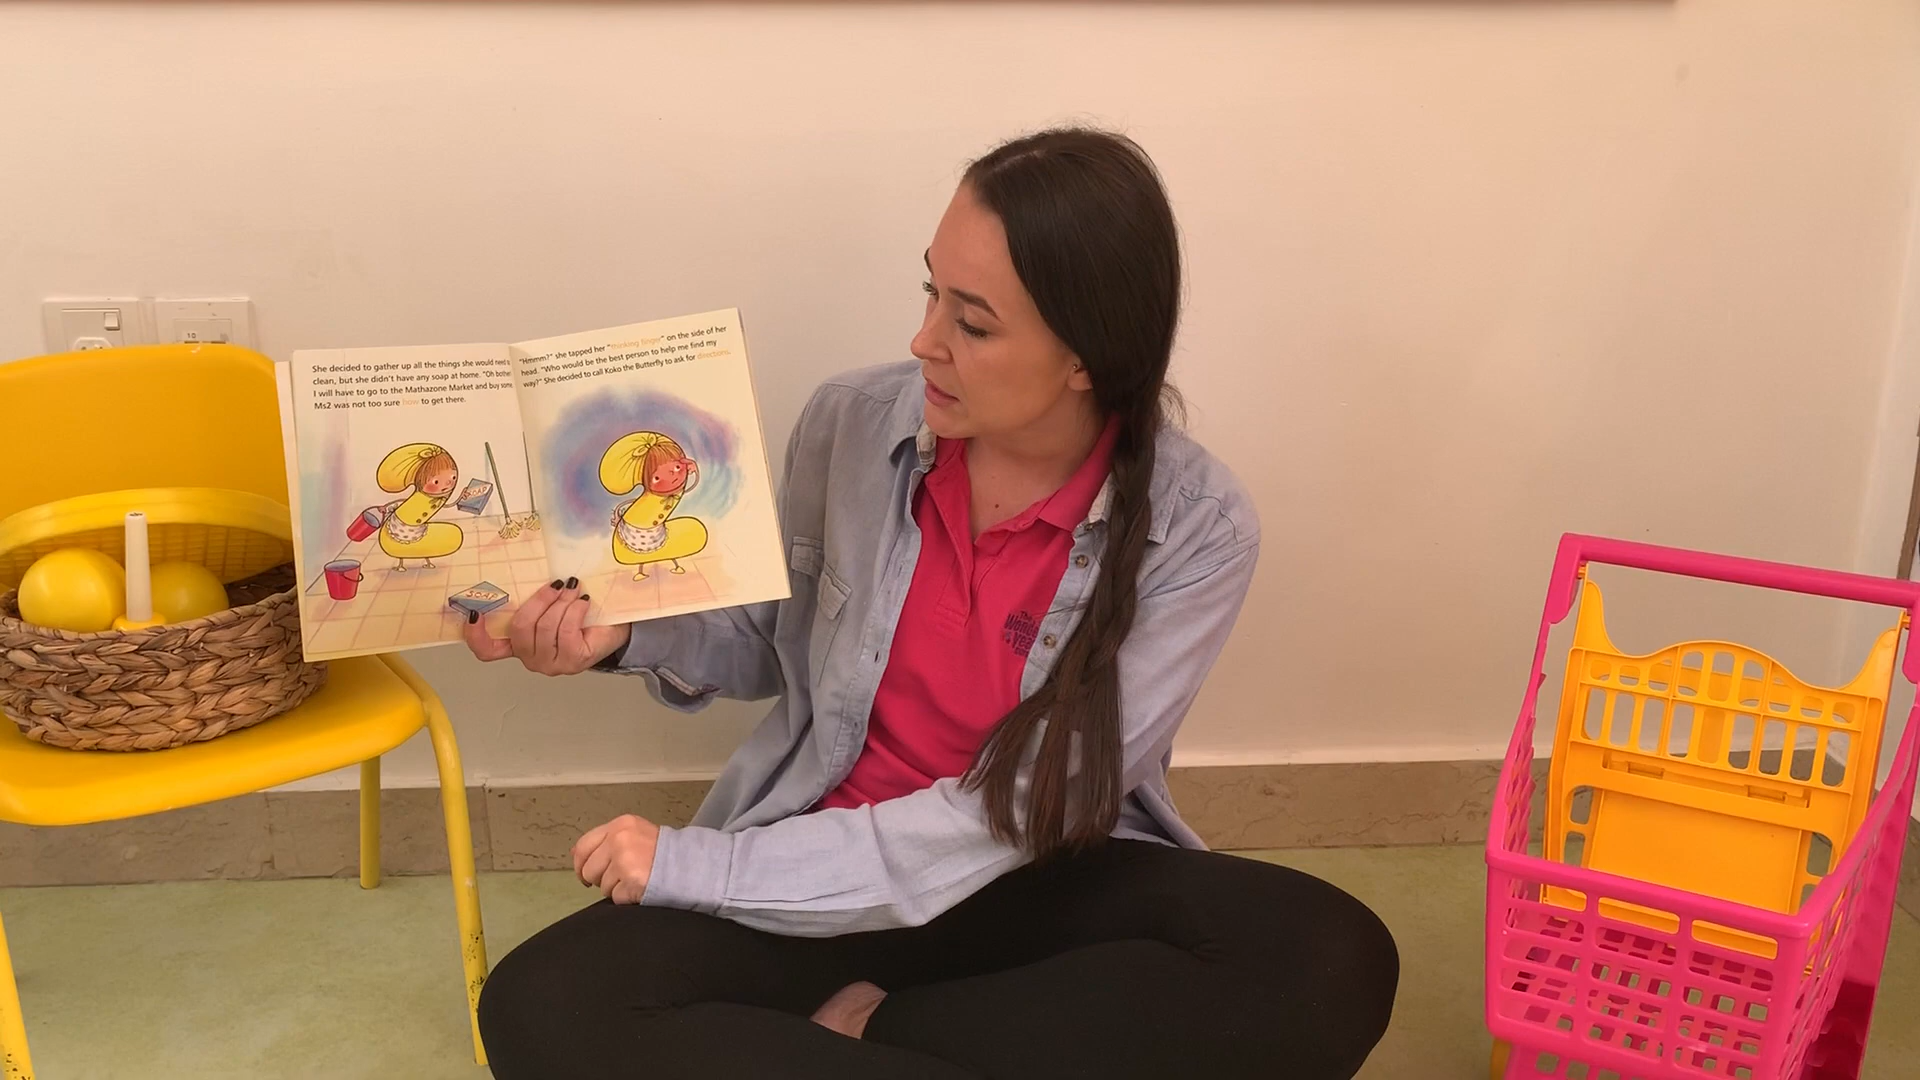 She decided to gather up all the things she would need
clean, but she didn't have any soap at home. "Oh bother
I will have to go to the Mathazone Market and buy some.
Ms2 was not too sure how to get there.
"Hmmm?" she tapped her "thinking finger" on the side of her
head. "Who would be the best person to help me find my
way?" She decided to call Koko the Butterfly to ask for directions.
SOAP
SOAP
The
Wonder
Years
10